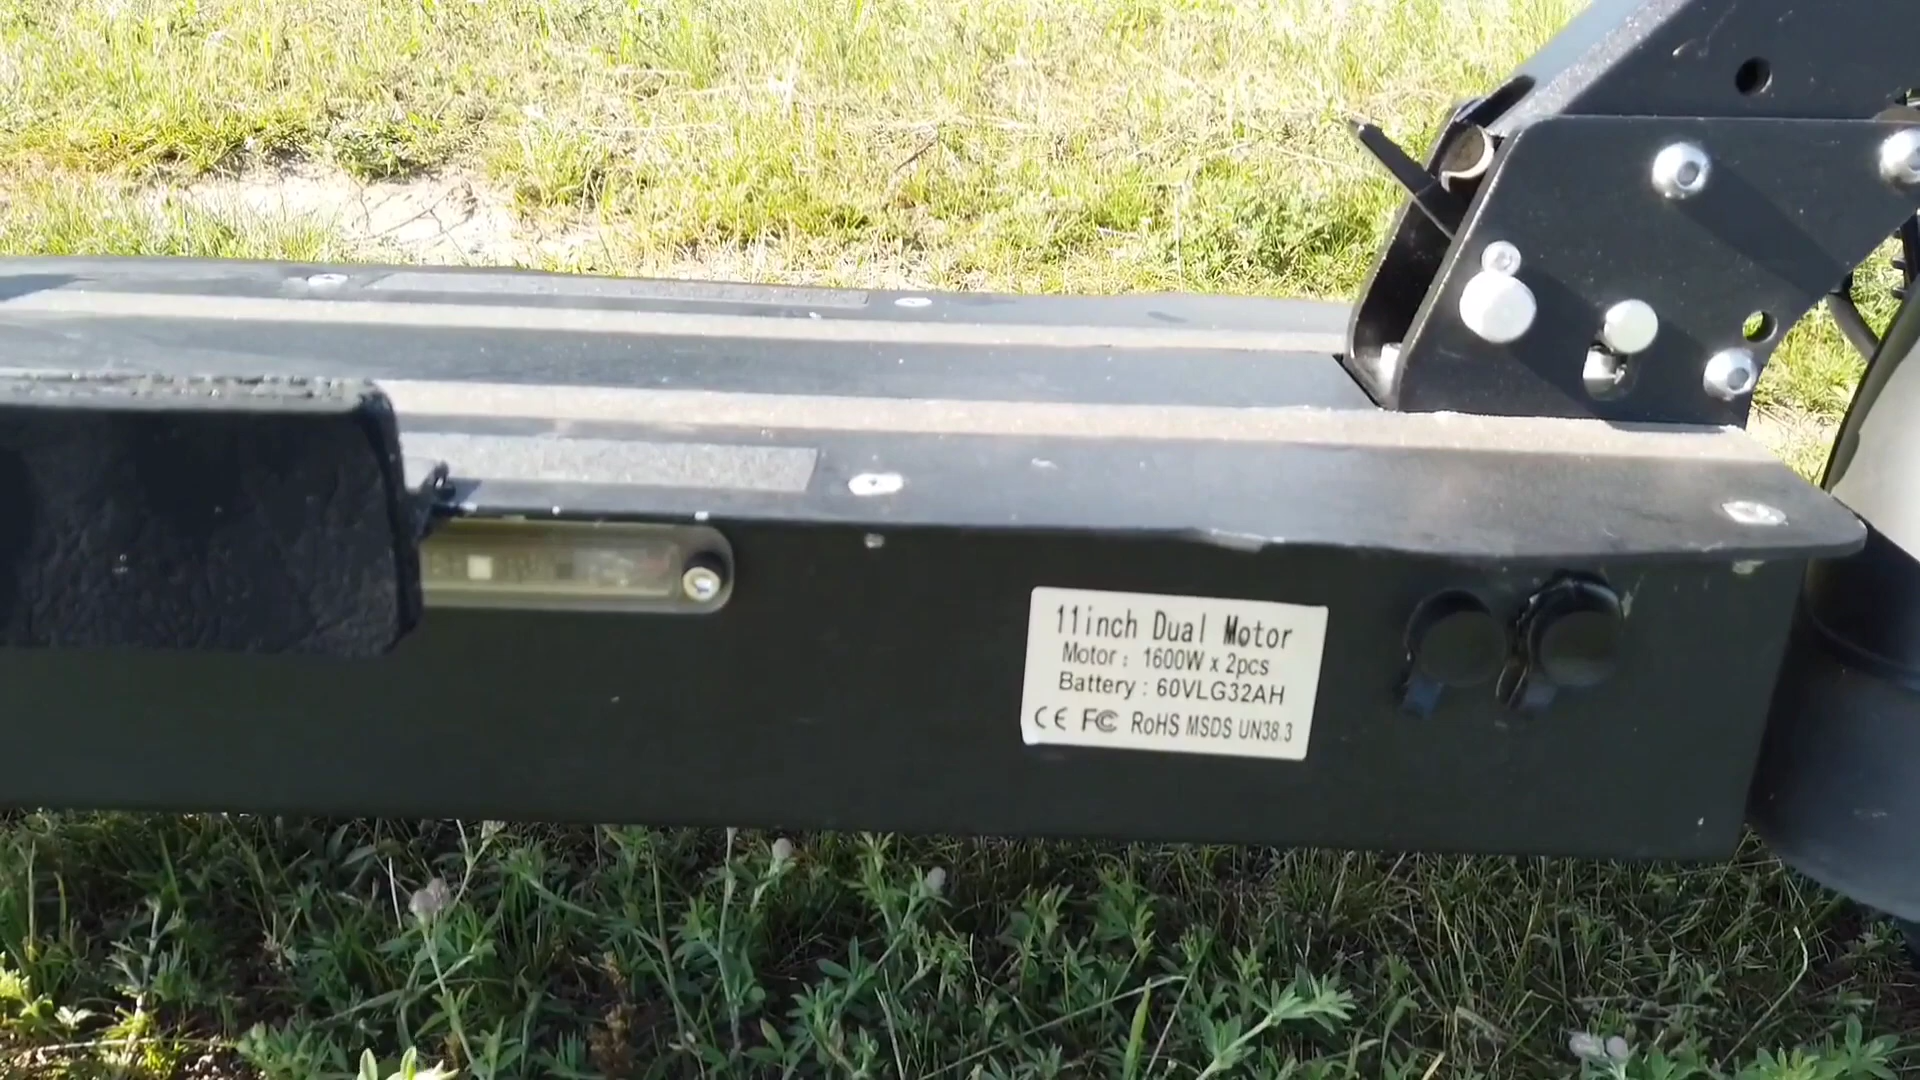 11inch Dual Motor
Motor : 1600W x 2pcs
Battery : 60VLG32AH
CE FC RoHS MSDS UN38.3